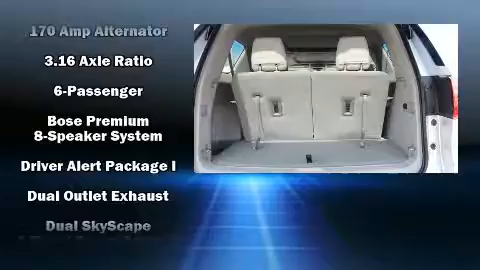 170 Amp Alternator
3.16 Axle Ratio
6-Passenger
Bose Premium
8-Speaker System
Driver Alert Package I
Dual Outlet Exhaust
Dual SkyScape